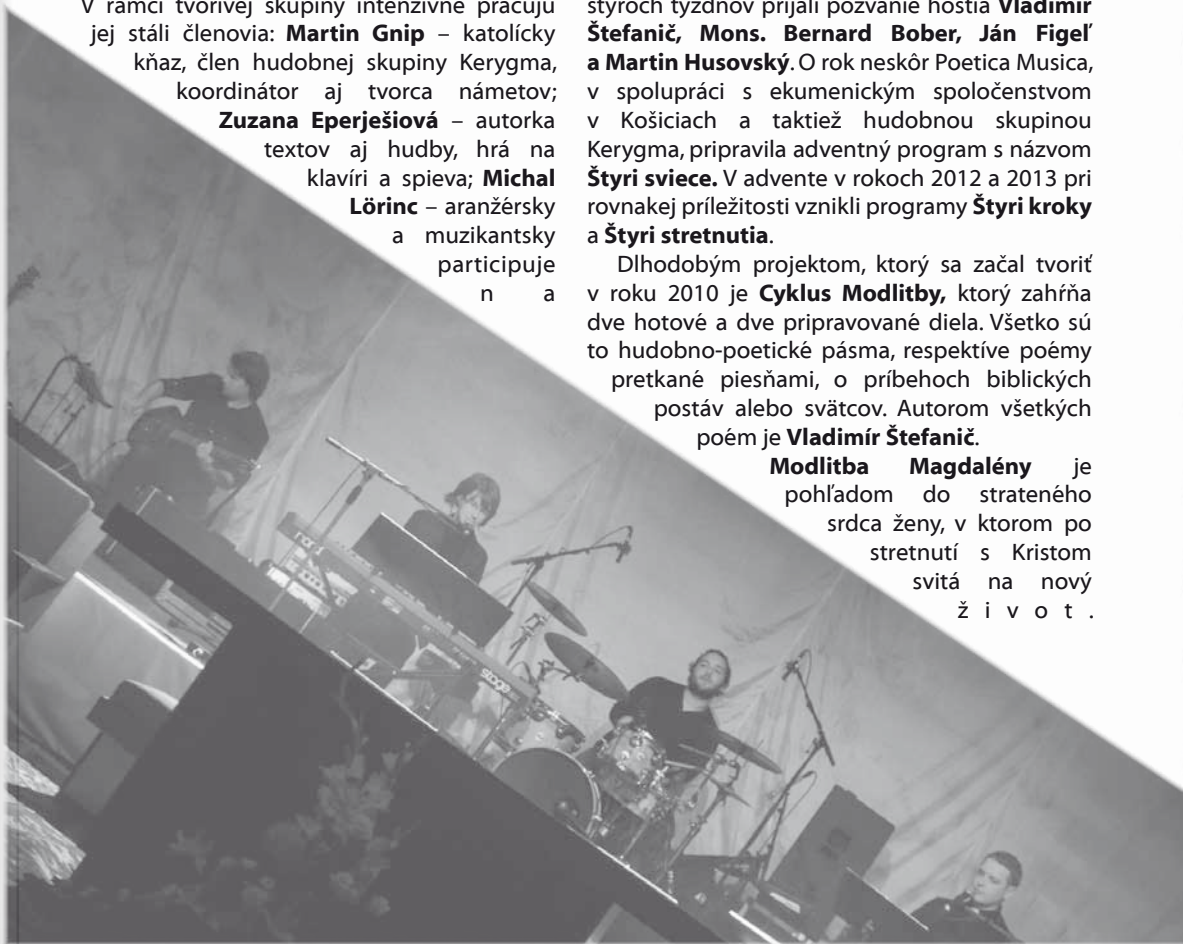 V rámci tvorivej skupiny intenzívne pracujú
jej stáli členovia: Martin Gnip – katolícky
kňaz, člen hudobnej skupiny Kerygma,
koordinátor aj tvorca námetov;
Zuzana Eperješiová – autorka
textov aj hudby, hrá na
klavíri a spieva; Michal
Lörinc – aranžérsky
a muzikantsky
participuje
n a
štyroch týždňov prijali pozvanie hostia Vladimír
Štefanič, Mons. Bernard Bober, Ján Figeľ
a Martin Husovský. O rok neskôr Poetica Musica,
v spolupráci s ekumenickým spoločenstvom
v Košiciach a taktiež hudobnou skupinou
Kerygma, pripravila adventný program s názvom
Štyri sviece. V advente v rokoch 2012 a 2013 pri
rovnakej príležitosti vznikli programy Štyri kroky
a Štyri stretnutia.
Dlhodobým projektom, ktorý sa začal tvoriť
v roku 2010 je Cyklus Modlitby, ktorý zahŕňa
dve hotové a dve pripravované diela. Všetko sú
to hudobno-poetické pásma, respektíve poémy
pretkané piesňami, o príbehoch biblických
postáv alebo svätcov. Autorom všetkých
poém je Vladimír Štefanič.
Modlitba Magdalény je
pohľadom do strateného
srdca ženy, v ktorom po
stretnutí s Kristom
svitá na nový
ž i v o t .
nord
stage